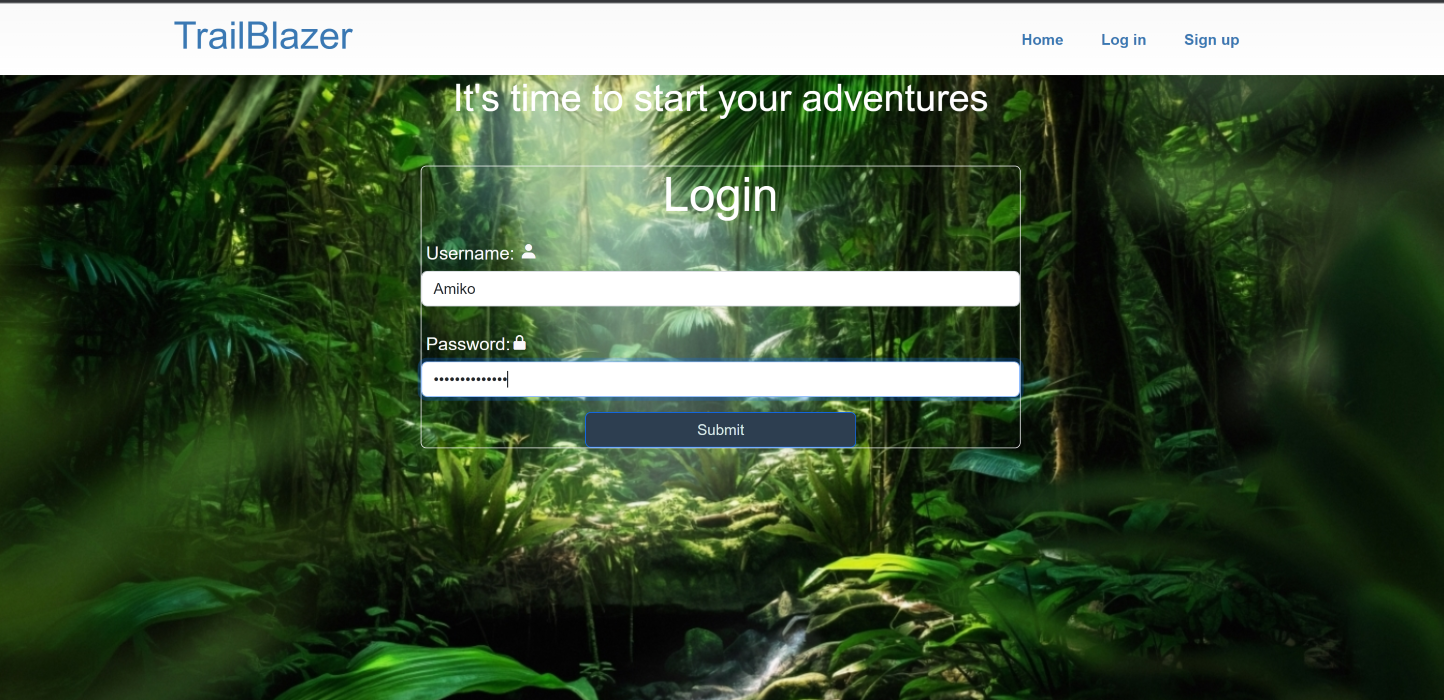 TrailBlazer
Home Log in Sign up
It's time to start your adventures
Login
Username:
Amiko
Password:
••••••••••••••
Submit